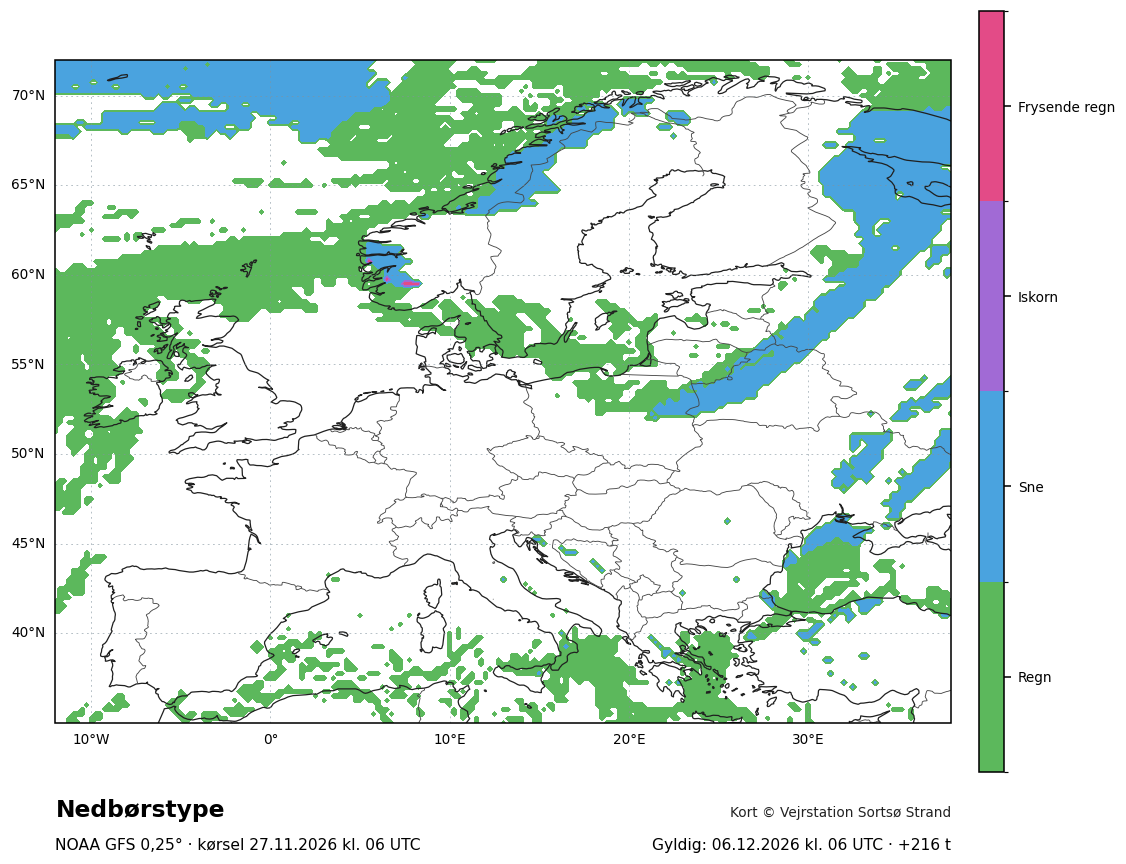 70°N
65°N
60°N
55°N
50°N
45°N
40°N
10°W
0°
10°E
20°E
30°E
Frysende regn
Iskorn
Sne
Regn
Nedbørstype
Kort © Vejrstation Sortsø Strand
NOAA GFS 0,25° · kørsel 27.11.2026 kl. 06 UTC
Gyldig: 06.12.2026 kl. 06 UTC · +216 t